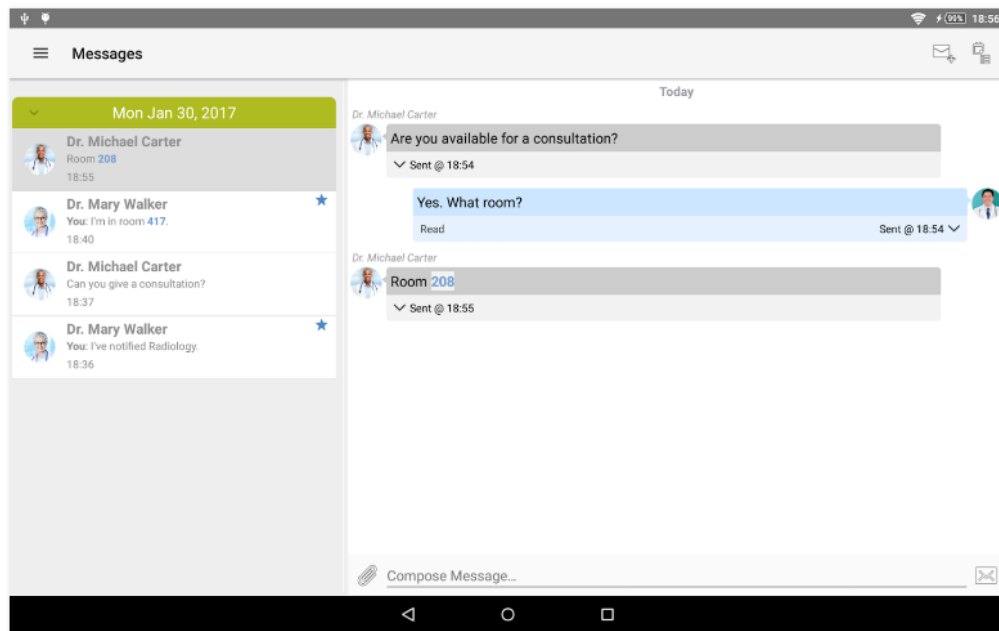 99% 18:56
Messages
Mon Jan 30, 2017
Dr. Michael Carter
Room 208
18:55
Dr. Mary Walker
You: I'm in room 417.
18:40
Dr. Michael Carter
Can you give a consultation?
18:37
Dr. Mary Walker
You: I've notified Radiology.
18:36
Today
Dr. Michael Carter
Are you available for a consultation?
Sent @ 18:54
Yes. What room?
Read Sent @ 18:54
Dr. Michael Carter
Room 208
Sent @ 18:55
Compose Message...